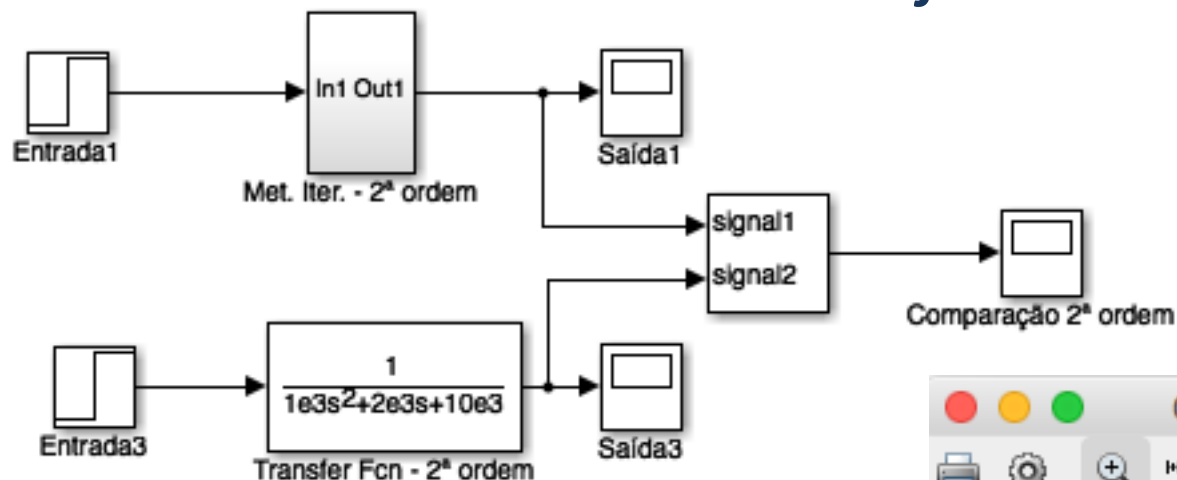 In1 Out1
Entrada1
Saída1
Met. Iter. - 2ª ordem
signal1
signal2
Comparação 2ª ordem
1
1e3s2+2e3s+10e3
Entrada3
Saída3
Transfer Fcn - 2ª ordem